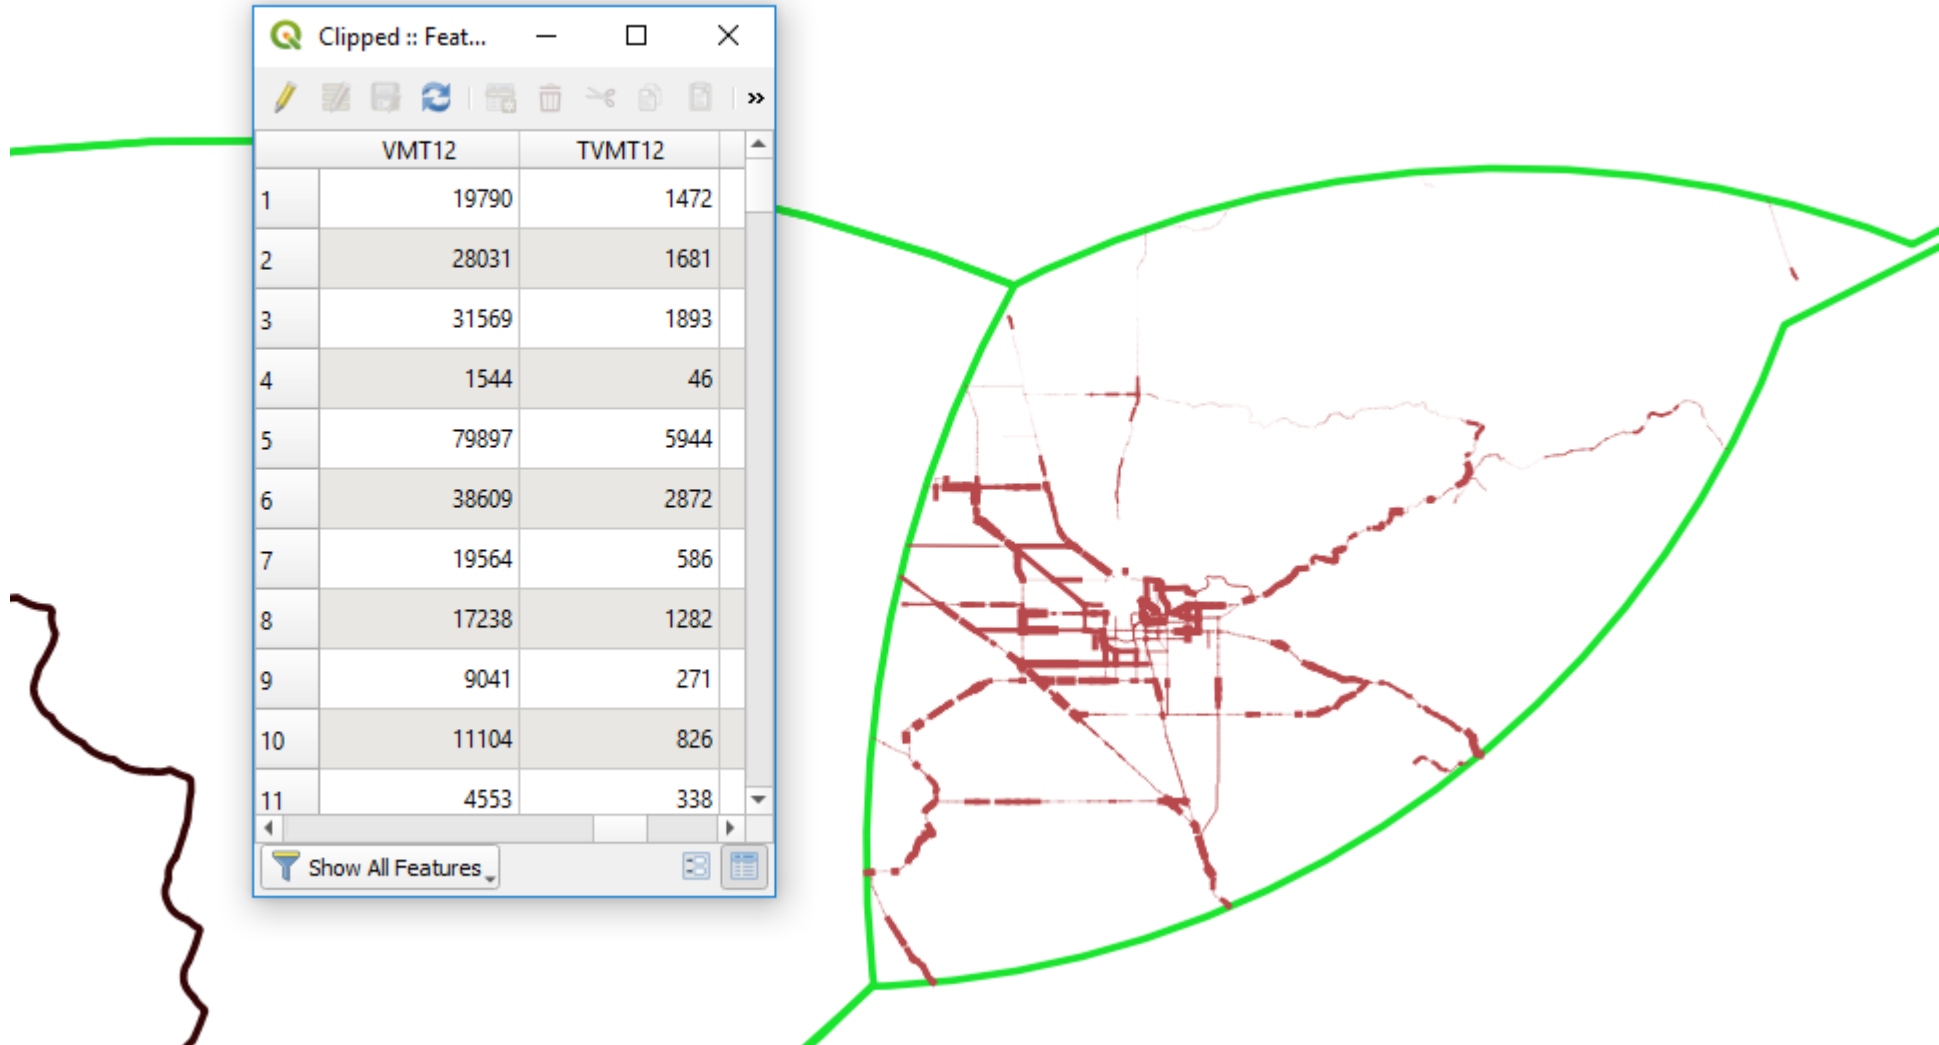 Clipped :: Feat...
VMT12 TVMT12
1 19790 1472
2 28031 1681
3 31569 1893
4 1544 46
5 79897 5944
6 38609 2872
7 19564 586
8 17238 1282
9 9041 271
10 11104 826
11 4553 338
Show All Features